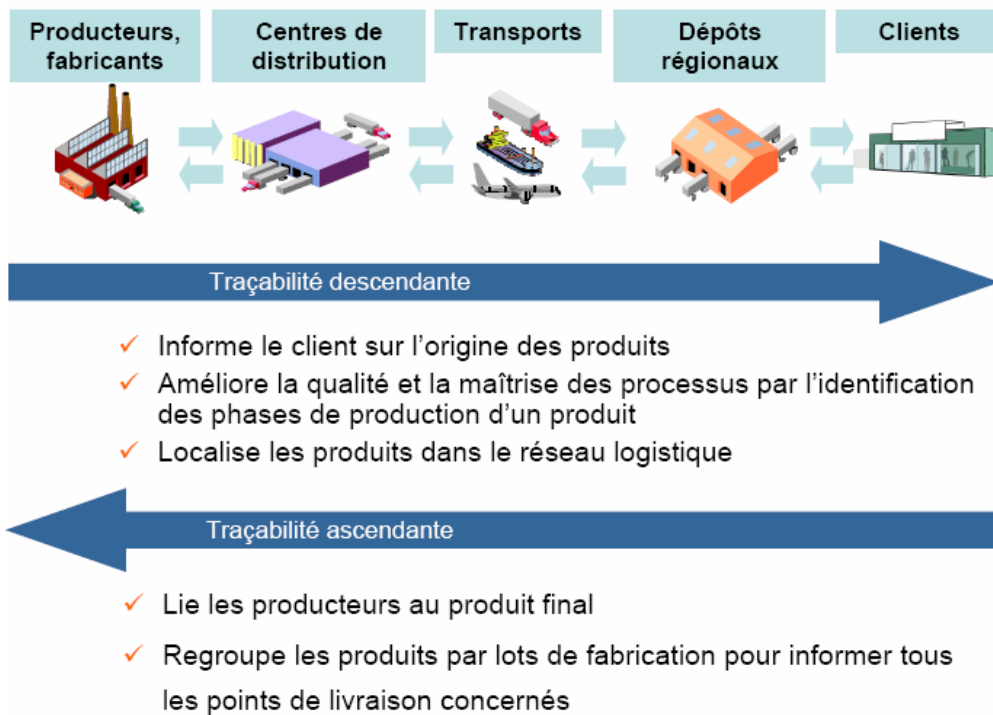 Producteurs,
fabricants
Centres de
distribution
Transports
Dépôts
régionaux
Clients
Traçabilité descendante
✓ Informe le client sur l'origine des produits
✓ Améliore la qualité et la maîtrise des processus par l'identification
des phases de production d'un produit
✓ Localise les produits dans le réseau logistique
Traçabilité ascendante
✓ Lie les producteurs au produit final
✓ Regroupe les produits par lots de fabrication pour informer tous
les points de livraison concernés